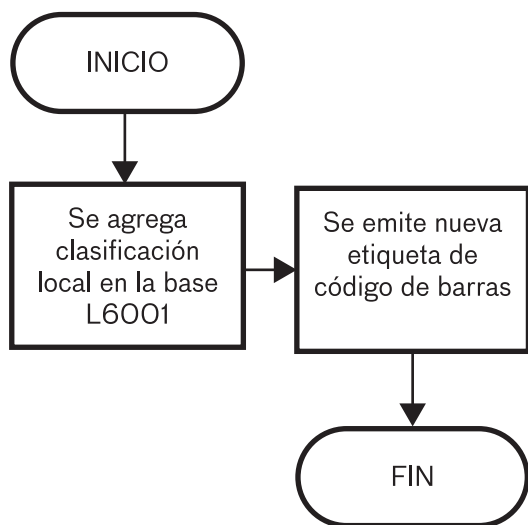 INICIO
Se agrega
clasificación
local en la base
L6001
Se emite nueva
etiqueta de
código de barras
FIN